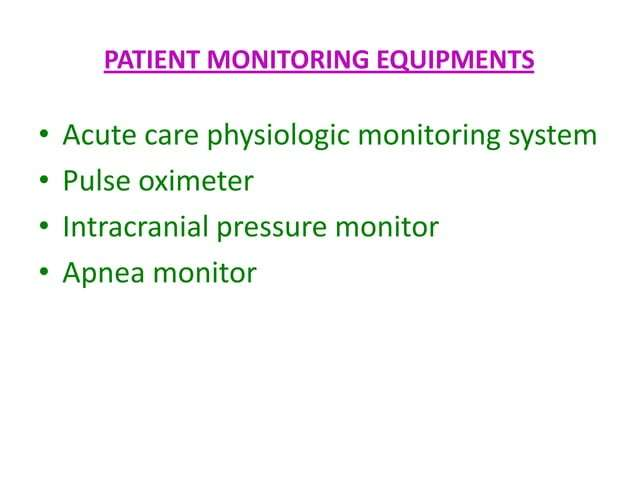 PATIENT MONITORING EQUIPMENTS
• Acute care physiologic monitoring system
• Pulse oximeter
• Intracranial pressure monitor
• Apnea monitor